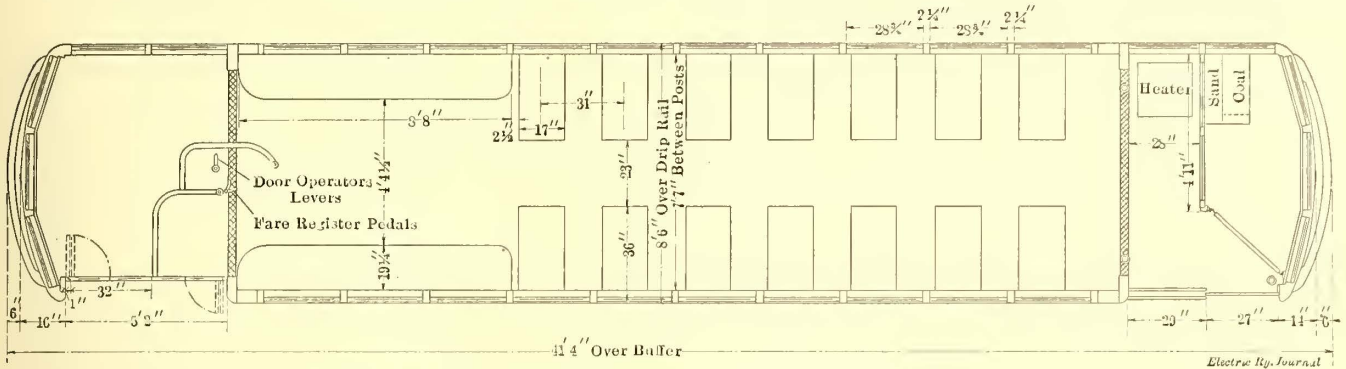 2¼" 2¼"
28¾" 28¾"
Heater
Sand
Coal
31"
8'8"
2½"
17"
28"
4'11"
23"
4'4½"
8'6" Over Drip Rail
7'7" Between Posts
Door Operators
Levers
Fare Register Pedals
36"
19¼"
32"
1"
6" 16" 5'2"
29" 27" 14" 6"
41'4" Over Buffer
Electric Ry. Journal